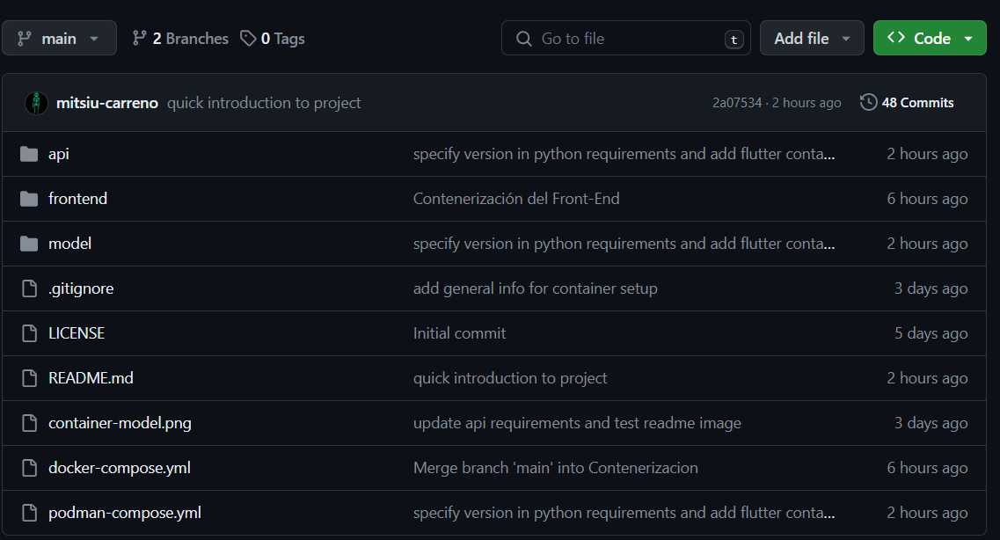 main 2 Branches 0 Tags Go to file t Add file Code
mitsiu-carreno quick introduction to project 2a07534 · 2 hours ago 48 Commits
api specify version in python requirements and add flutter conta... 2 hours ago
frontend Contenerización del Front-End 6 hours ago
model specify version in python requirements and add flutter conta... 2 hours ago
.gitignore add general info for container setup 3 days ago
LICENSE Initial commit 5 days ago
README.md quick introduction to project 2 hours ago
container-model.png update api requirements and test readme image 3 days ago
docker-compose.yml Merge branch 'main' into Contenerizacion 6 hours ago
podman-compose.yml specify version in python requirements and add flutter conta... 2 hours ago